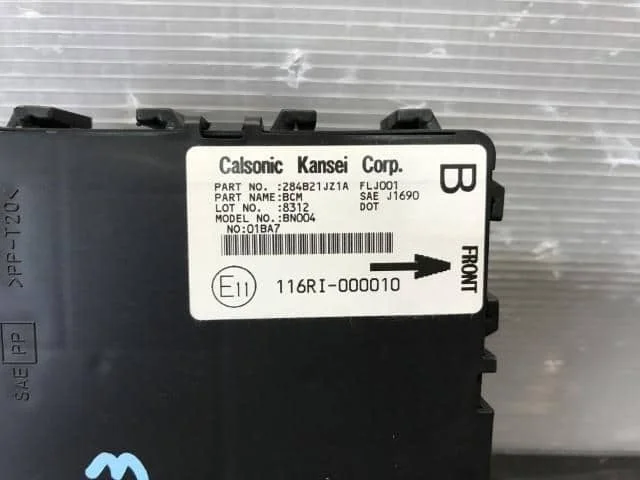 Calsonic Kansei Corp.
PART NO. :284B21JZ1A FLJ001
PART NAME:BCM SAE J1690
LOT NO. :8312 DOT
MODEL NO.:BN004
NO:01BA7
E11 116RI-000010
B
FRONT
>PP-T20<
SAE PP